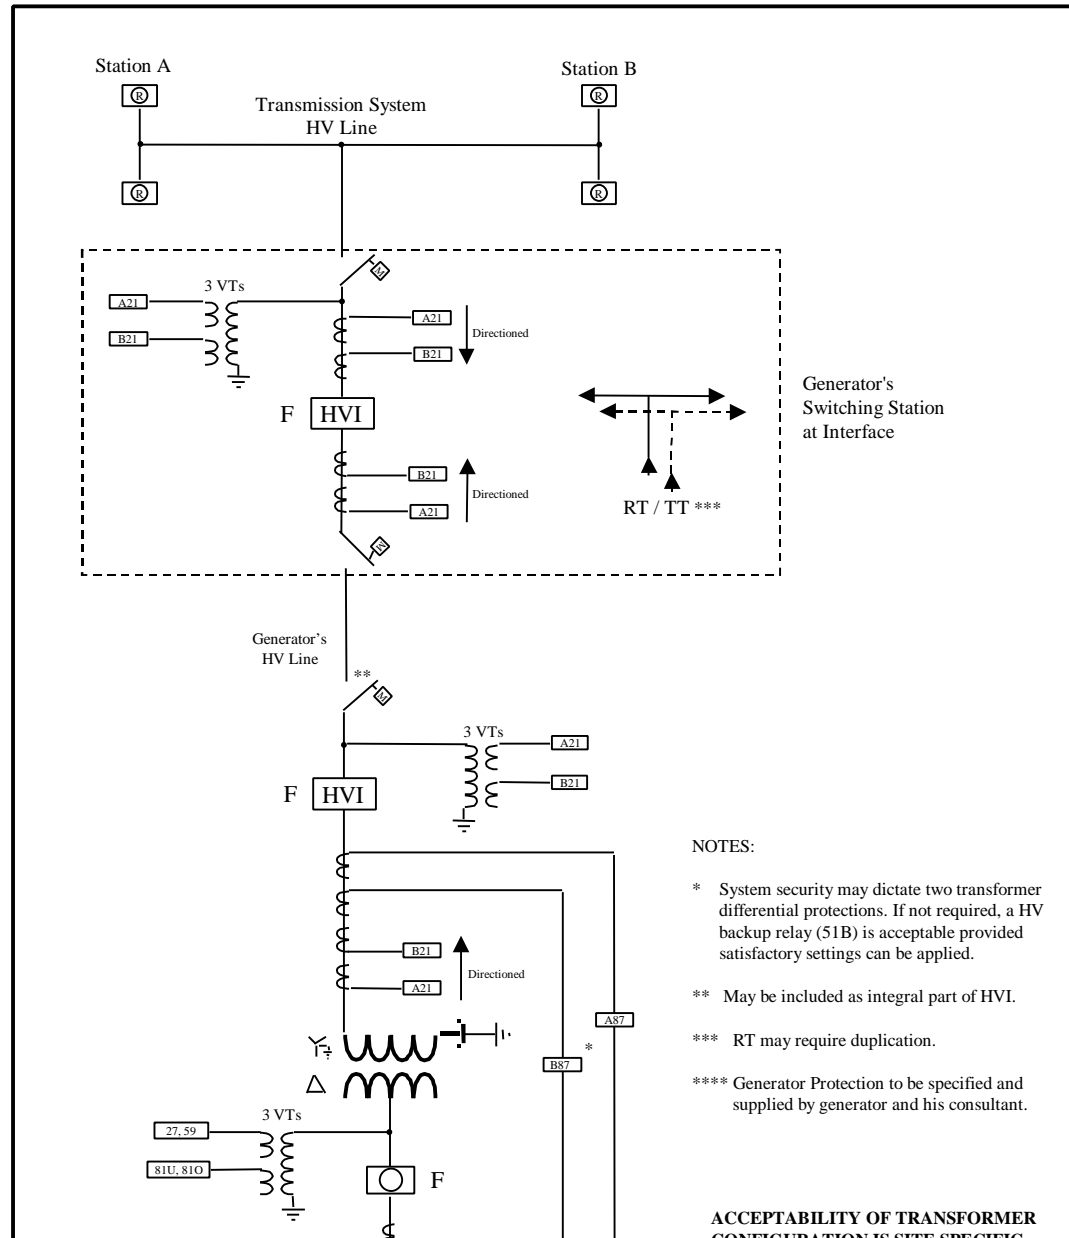 Station A
Station B
R
R
Transmission System
HV Line
R
R
M
3 VTs
A21
A21
Directioned
B21
B21
F
HVI
Generator's
Switching Station
at Interface
B21
Directioned
A21
RT / TT ***
M
Generator's
HV Line
**
M
3 VTs
A21
B21
F
HVI
NOTES:
* System security may dictate two transformer
differential protections. If not required, a HV
backup relay (51B) is acceptable provided
satisfactory settings can be applied.
B21
Directioned
A21
** May be included as integral part of HVI.
A87
*** RT may require duplication.
*
B87
**** Generator Protection to be specified and
supplied by generator and his consultant.
3 VTs
27, 59
81U, 81O
F
ACCEPTABILITY OF TRANSFORMER
CONFIGURATION IS SITE SPECIFIC